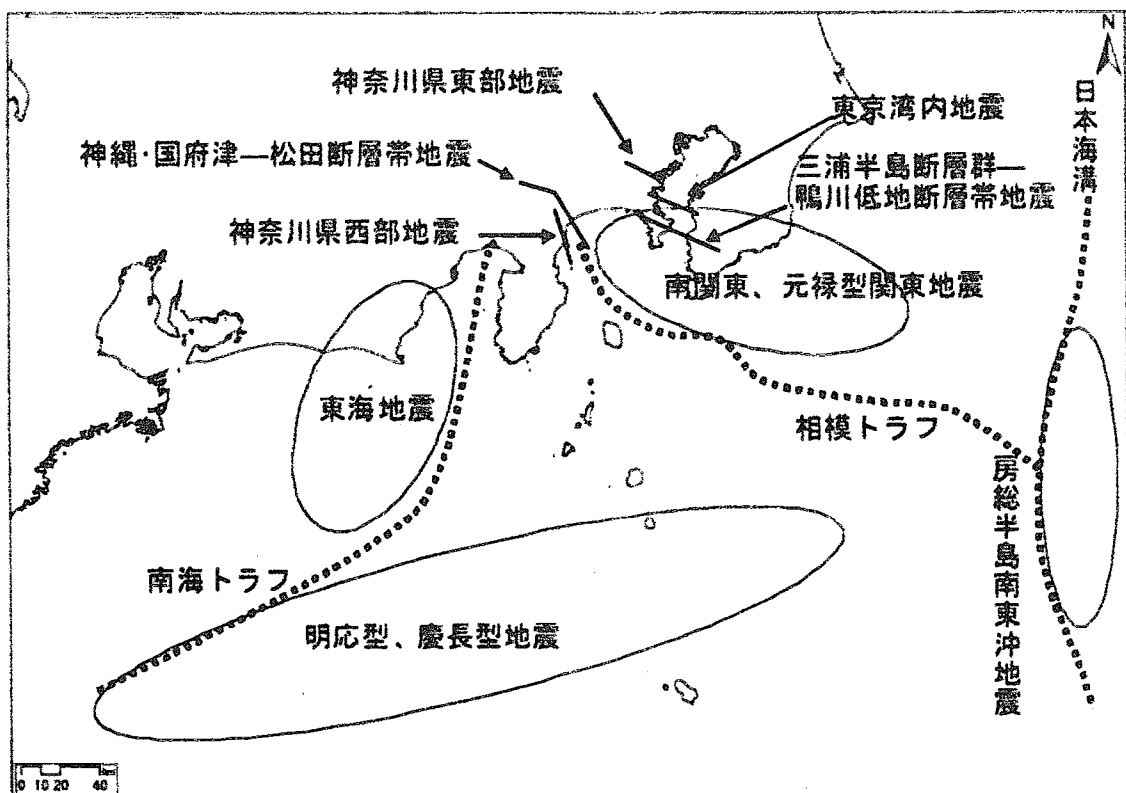 N
神奈川県東部地震
東京湾内地震
日本海溝
神縄・国府津―松田断層帯地震
三浦半島断層群―
鴨川低地断層帯地震
神奈川県西部地震
南関東、元禄型関東地震
東海地震
相模トラフ
房総半島南東沖地震
南海トラフ
明応型、慶長型地震
0 10 20 40